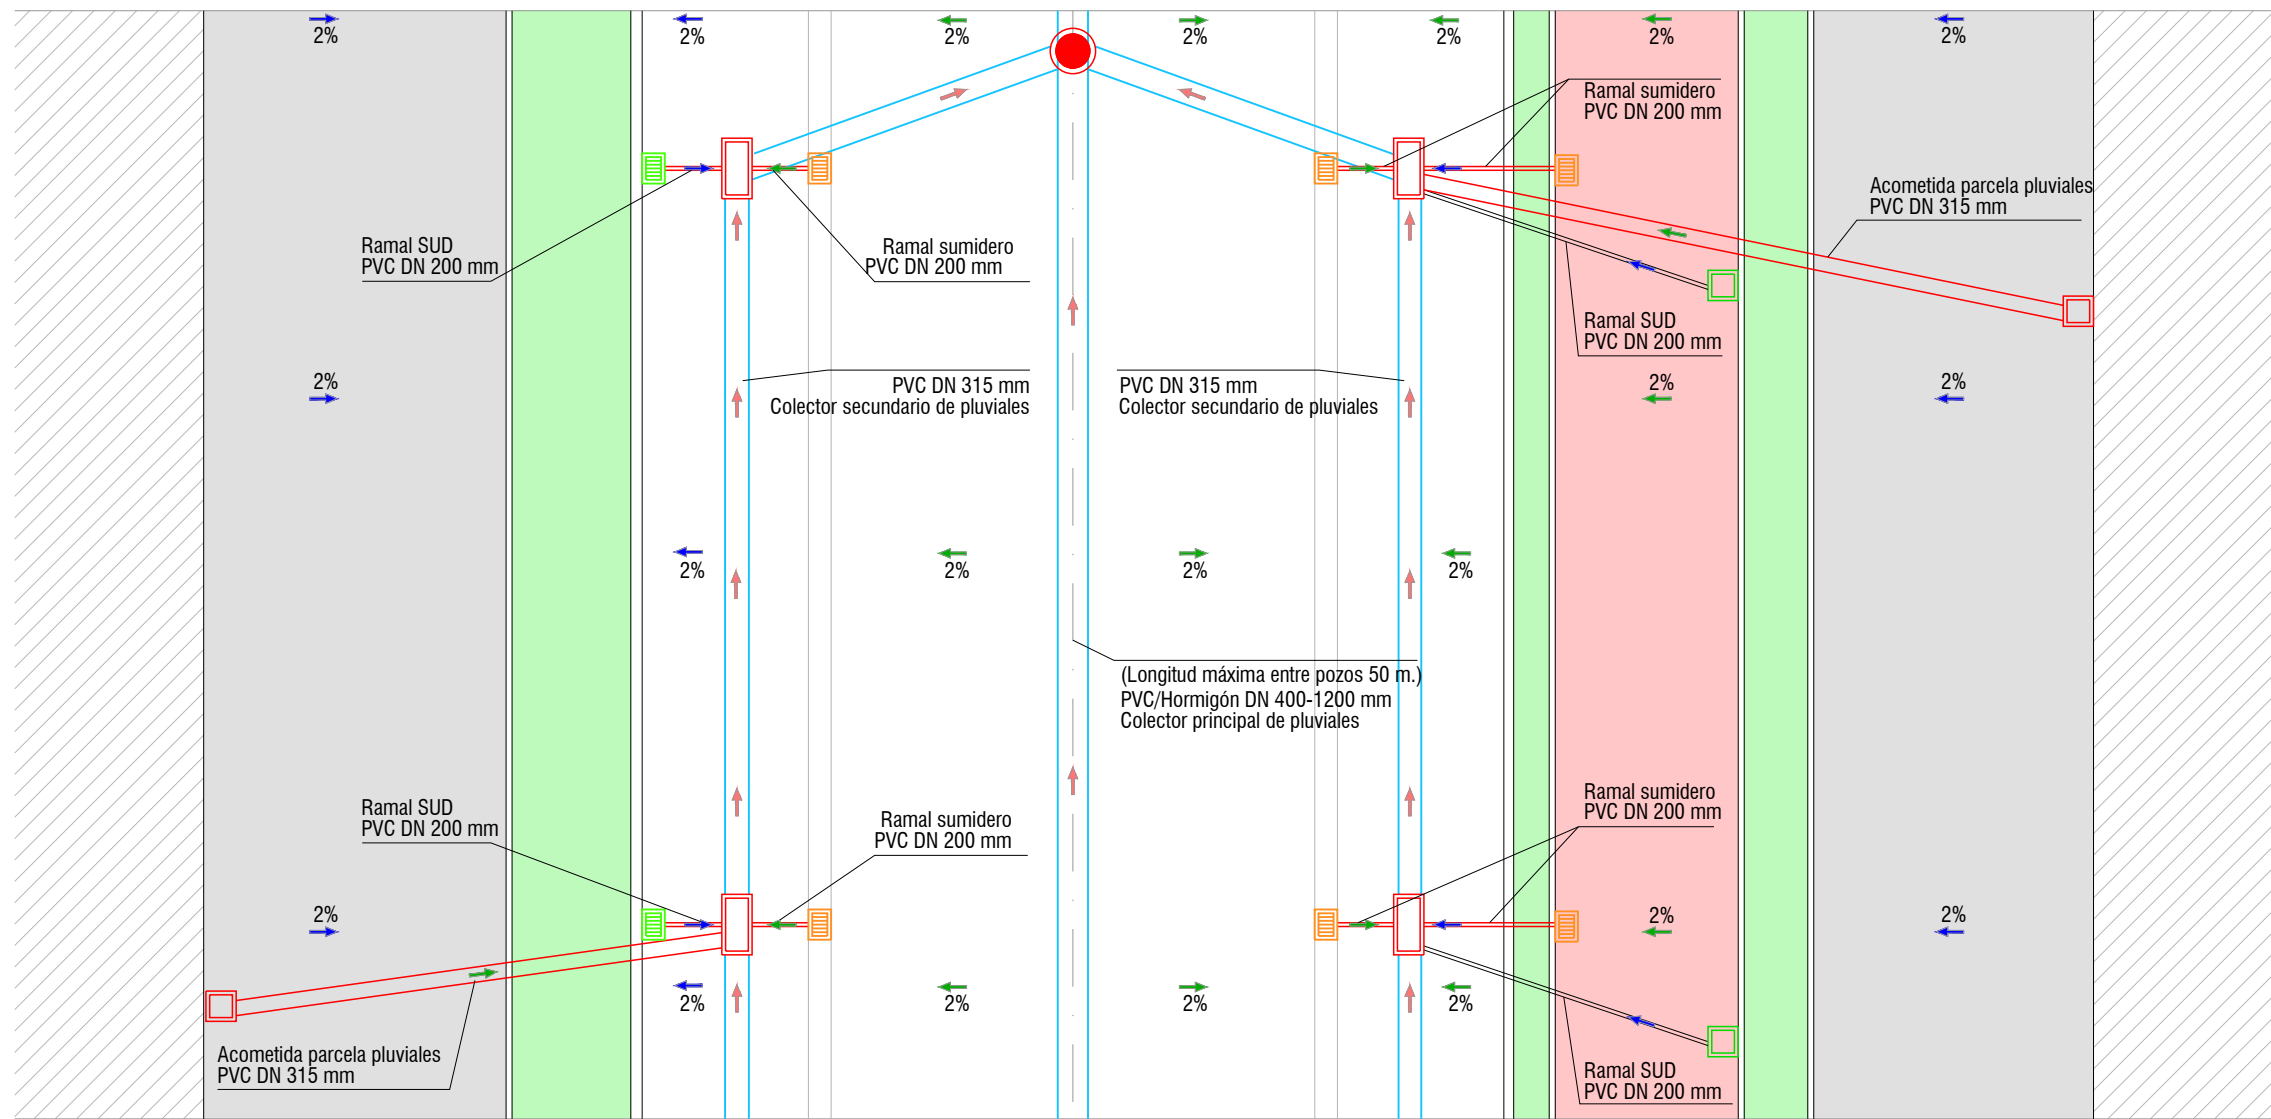 2%
2%
2%
2%
2%
2%
2%
Ramal sumidero
PVC DN 200 mm
Acometida parcela pluviales
PVC DN 315 mm
Ramal SUD
PVC DN 200 mm
Ramal sumidero
PVC DN 200 mm
Ramal SUD
PVC DN 200 mm
2%
PVC DN 315 mm
Colector secundario de pluviales
PVC DN 315 mm
Colector secundario de pluviales
2%
2%
2%
2%
2%
2%
(Longitud máxima entre pozos 50 m.)
PVC/Hormigón DN 400-1200 mm
Colector principal de pluviales
Ramal SUD
PVC DN 200 mm
Ramal sumidero
PVC DN 200 mm
Ramal sumidero
PVC DN 200 mm
2%
2%
2%
2%
2%
2%
2%
Acometida parcela pluviales
PVC DN 315 mm
Ramal SUD
PVC DN 200 mm